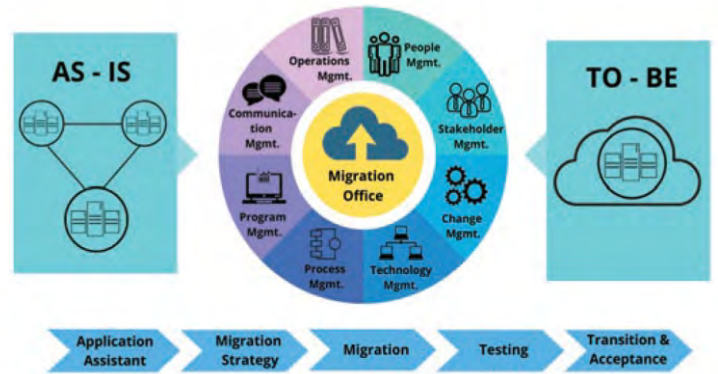 AS - IS
Operations
Mgmt.
People
Mgmt.
Communica-
tion
Mgmt.
Stakeholder
Mgmt.
Migration
Office
Program
Mgmt.
Change
Mgmt.
Process
Mgmt.
Technology
Mgmt.
TO - BE
Application
Assistant
Migration
Strategy
Migration
Testing
Transition &
Acceptance